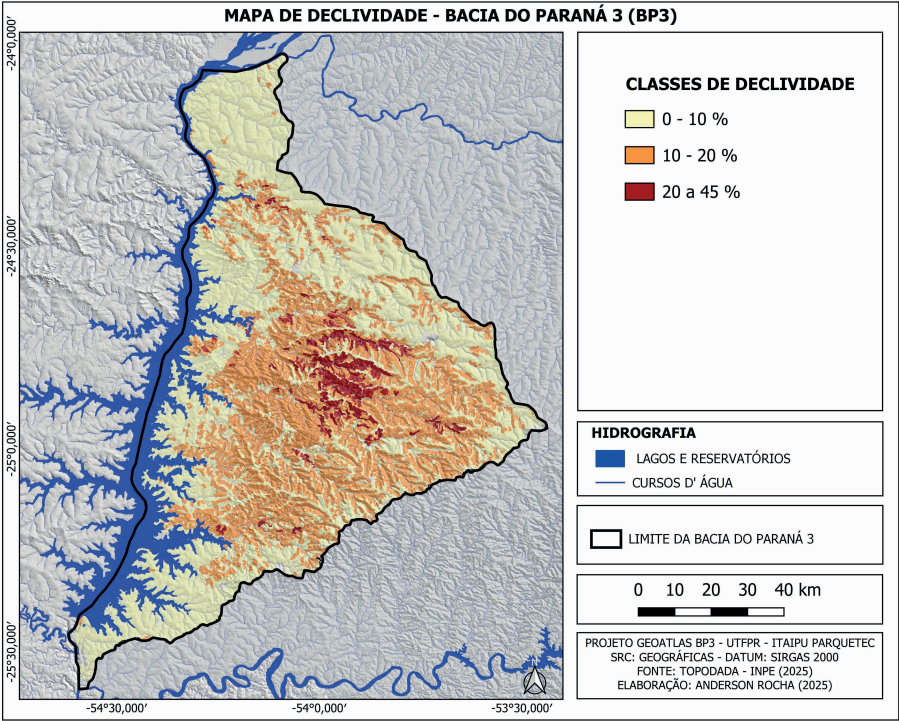 MAPA DE DECLIVIDADE - BACIA DO PARANÁ 3 (BP3)
-24°0,000'
-24°30,000'
-25°0,000'
-25°30,000'
-54°30,000'
-54°0,000'
-53°30,000'
N
CLASSES DE DECLIVIDADE
0 - 10 %
10 - 20 %
20 a 45 %
HIDROGRAFIA
LAGOS E RESERVATÓRIOS
CURSOS D' ÁGUA
LIMITE DA BACIA DO PARANÁ 3
0 10 20 30 40 km
PROJETO GEOATLAS BP3 - UTFPR - ITAIPU PARQUETEC
SRC: GEOGRÁFICAS - DATUM: SIRGAS 2000
FONTE: TOPODADA - INPE (2025)
ELABORAÇÃO: ANDERSON ROCHA (2025)